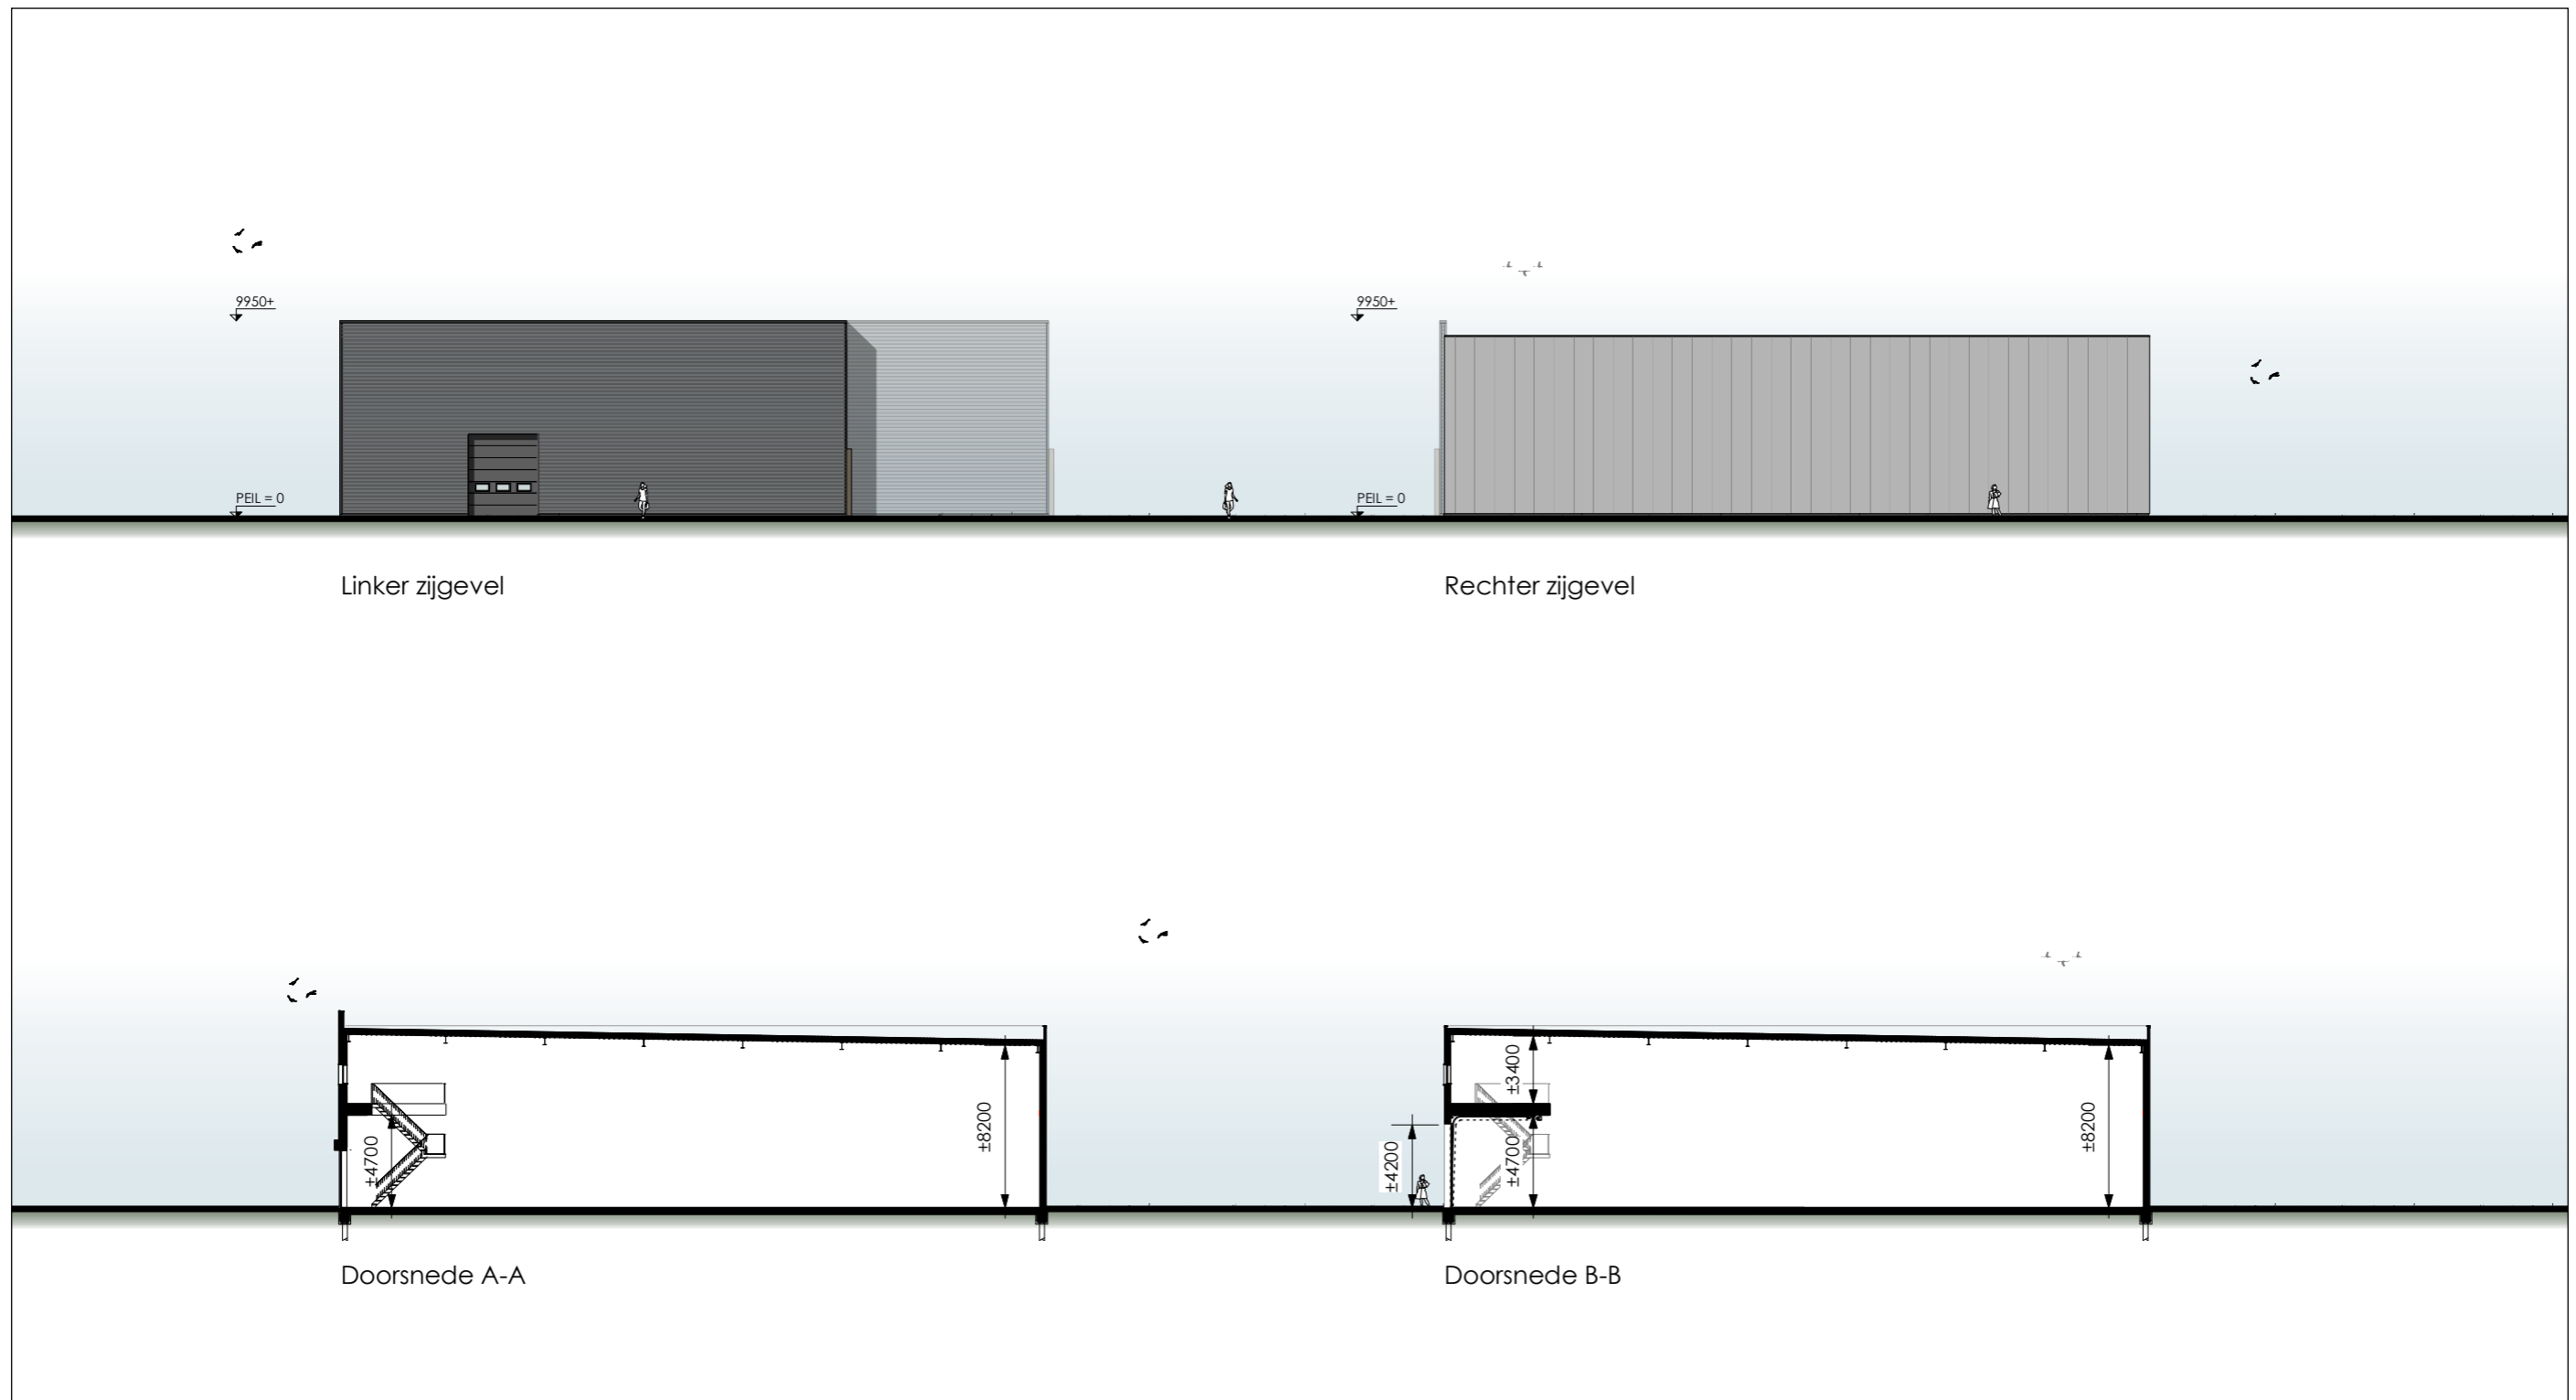 9950+
9950+
PEIL = 0
PEIL = 0
Linker zijgevel
Rechter zijgevel
±4700
±8200
±4200
±3400
±4700
±8200
Doorsnede A-A
Doorsnede B-B